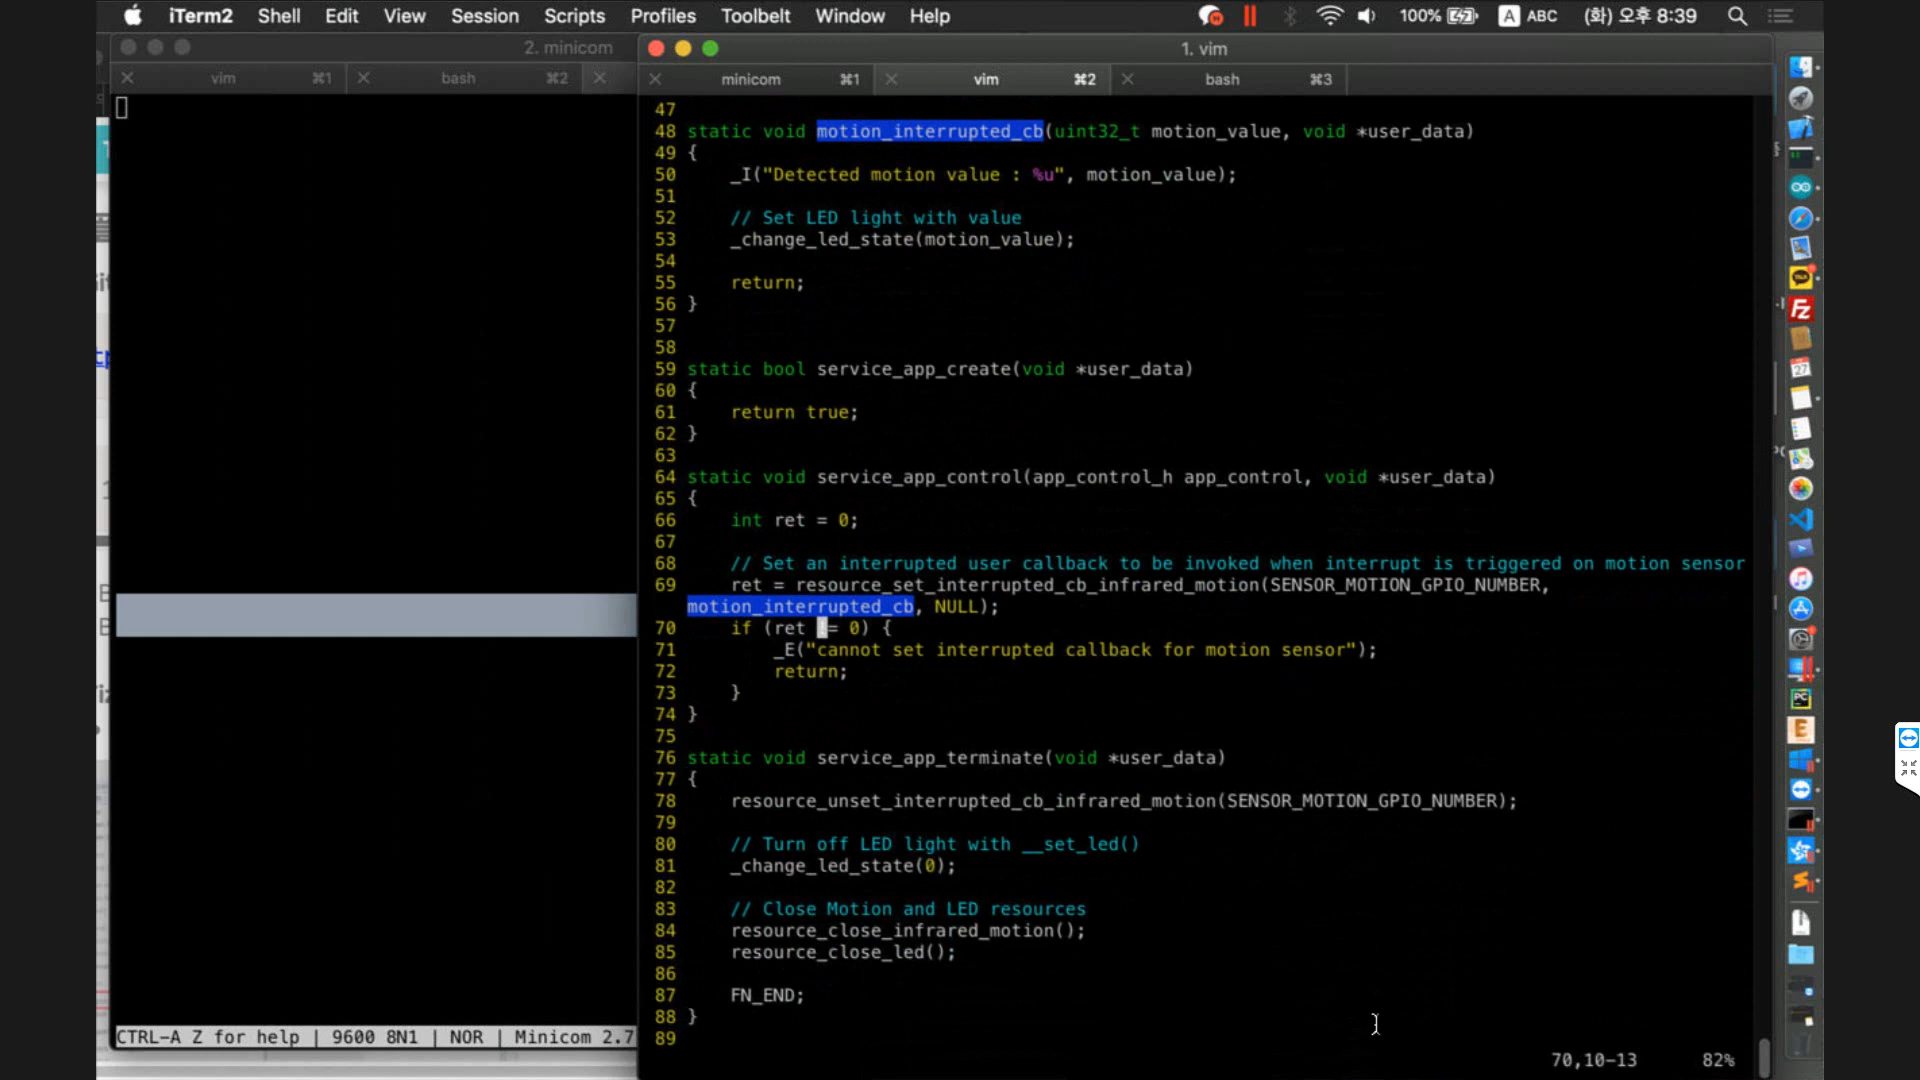 iTerm2 Shell Edit View Session Scripts Profiles Toolbelt Window Help 100% A ABC (화) 오후 8:39
2. minicom
vim ⌘1 bash ⌘2
CTRL-A Z for help | 9600 8N1 | NOR | Minicom 2.7
1. vim
minicom ⌘1 vim ⌘2 bash ⌘3
47
48 static void motion_interrupted_cb(uint32_t motion_value, void *user_data)
49 {
50 _I("Detected motion value : %u", motion_value);
51
52 // Set LED light with value
53 _change_led_state(motion_value);
54
55 return;
56 }
57
58
59 static bool service_app_create(void *user_data)
60 {
61 return true;
62 }
63
64 static void service_app_control(app_control_h app_control, void *user_data)
65 {
66 int ret = 0;
67
68 // Set an interrupted user callback to be invoked when interrupt is triggered on motion sensor
69 ret = resource_set_interrupted_cb_infrared_motion(SENSOR_MOTION_GPIO_NUMBER,
motion_interrupted_cb, NULL);
70 if (ret != 0) {
71 _E("cannot set interrupted callback for motion sensor");
72 return;
73 }
74 }
75
76 static void service_app_terminate(void *user_data)
77 {
78 resource_unset_interrupted_cb_infrared_motion(SENSOR_MOTION_GPIO_NUMBER);
79
80 // Turn off LED light with __set_led()
81 _change_led_state(0);
82
83 // Close Motion and LED resources
84 resource_close_infrared_motion();
85 resource_close_led();
86
87 FN_END;
88 }
89
70,10-13 82%